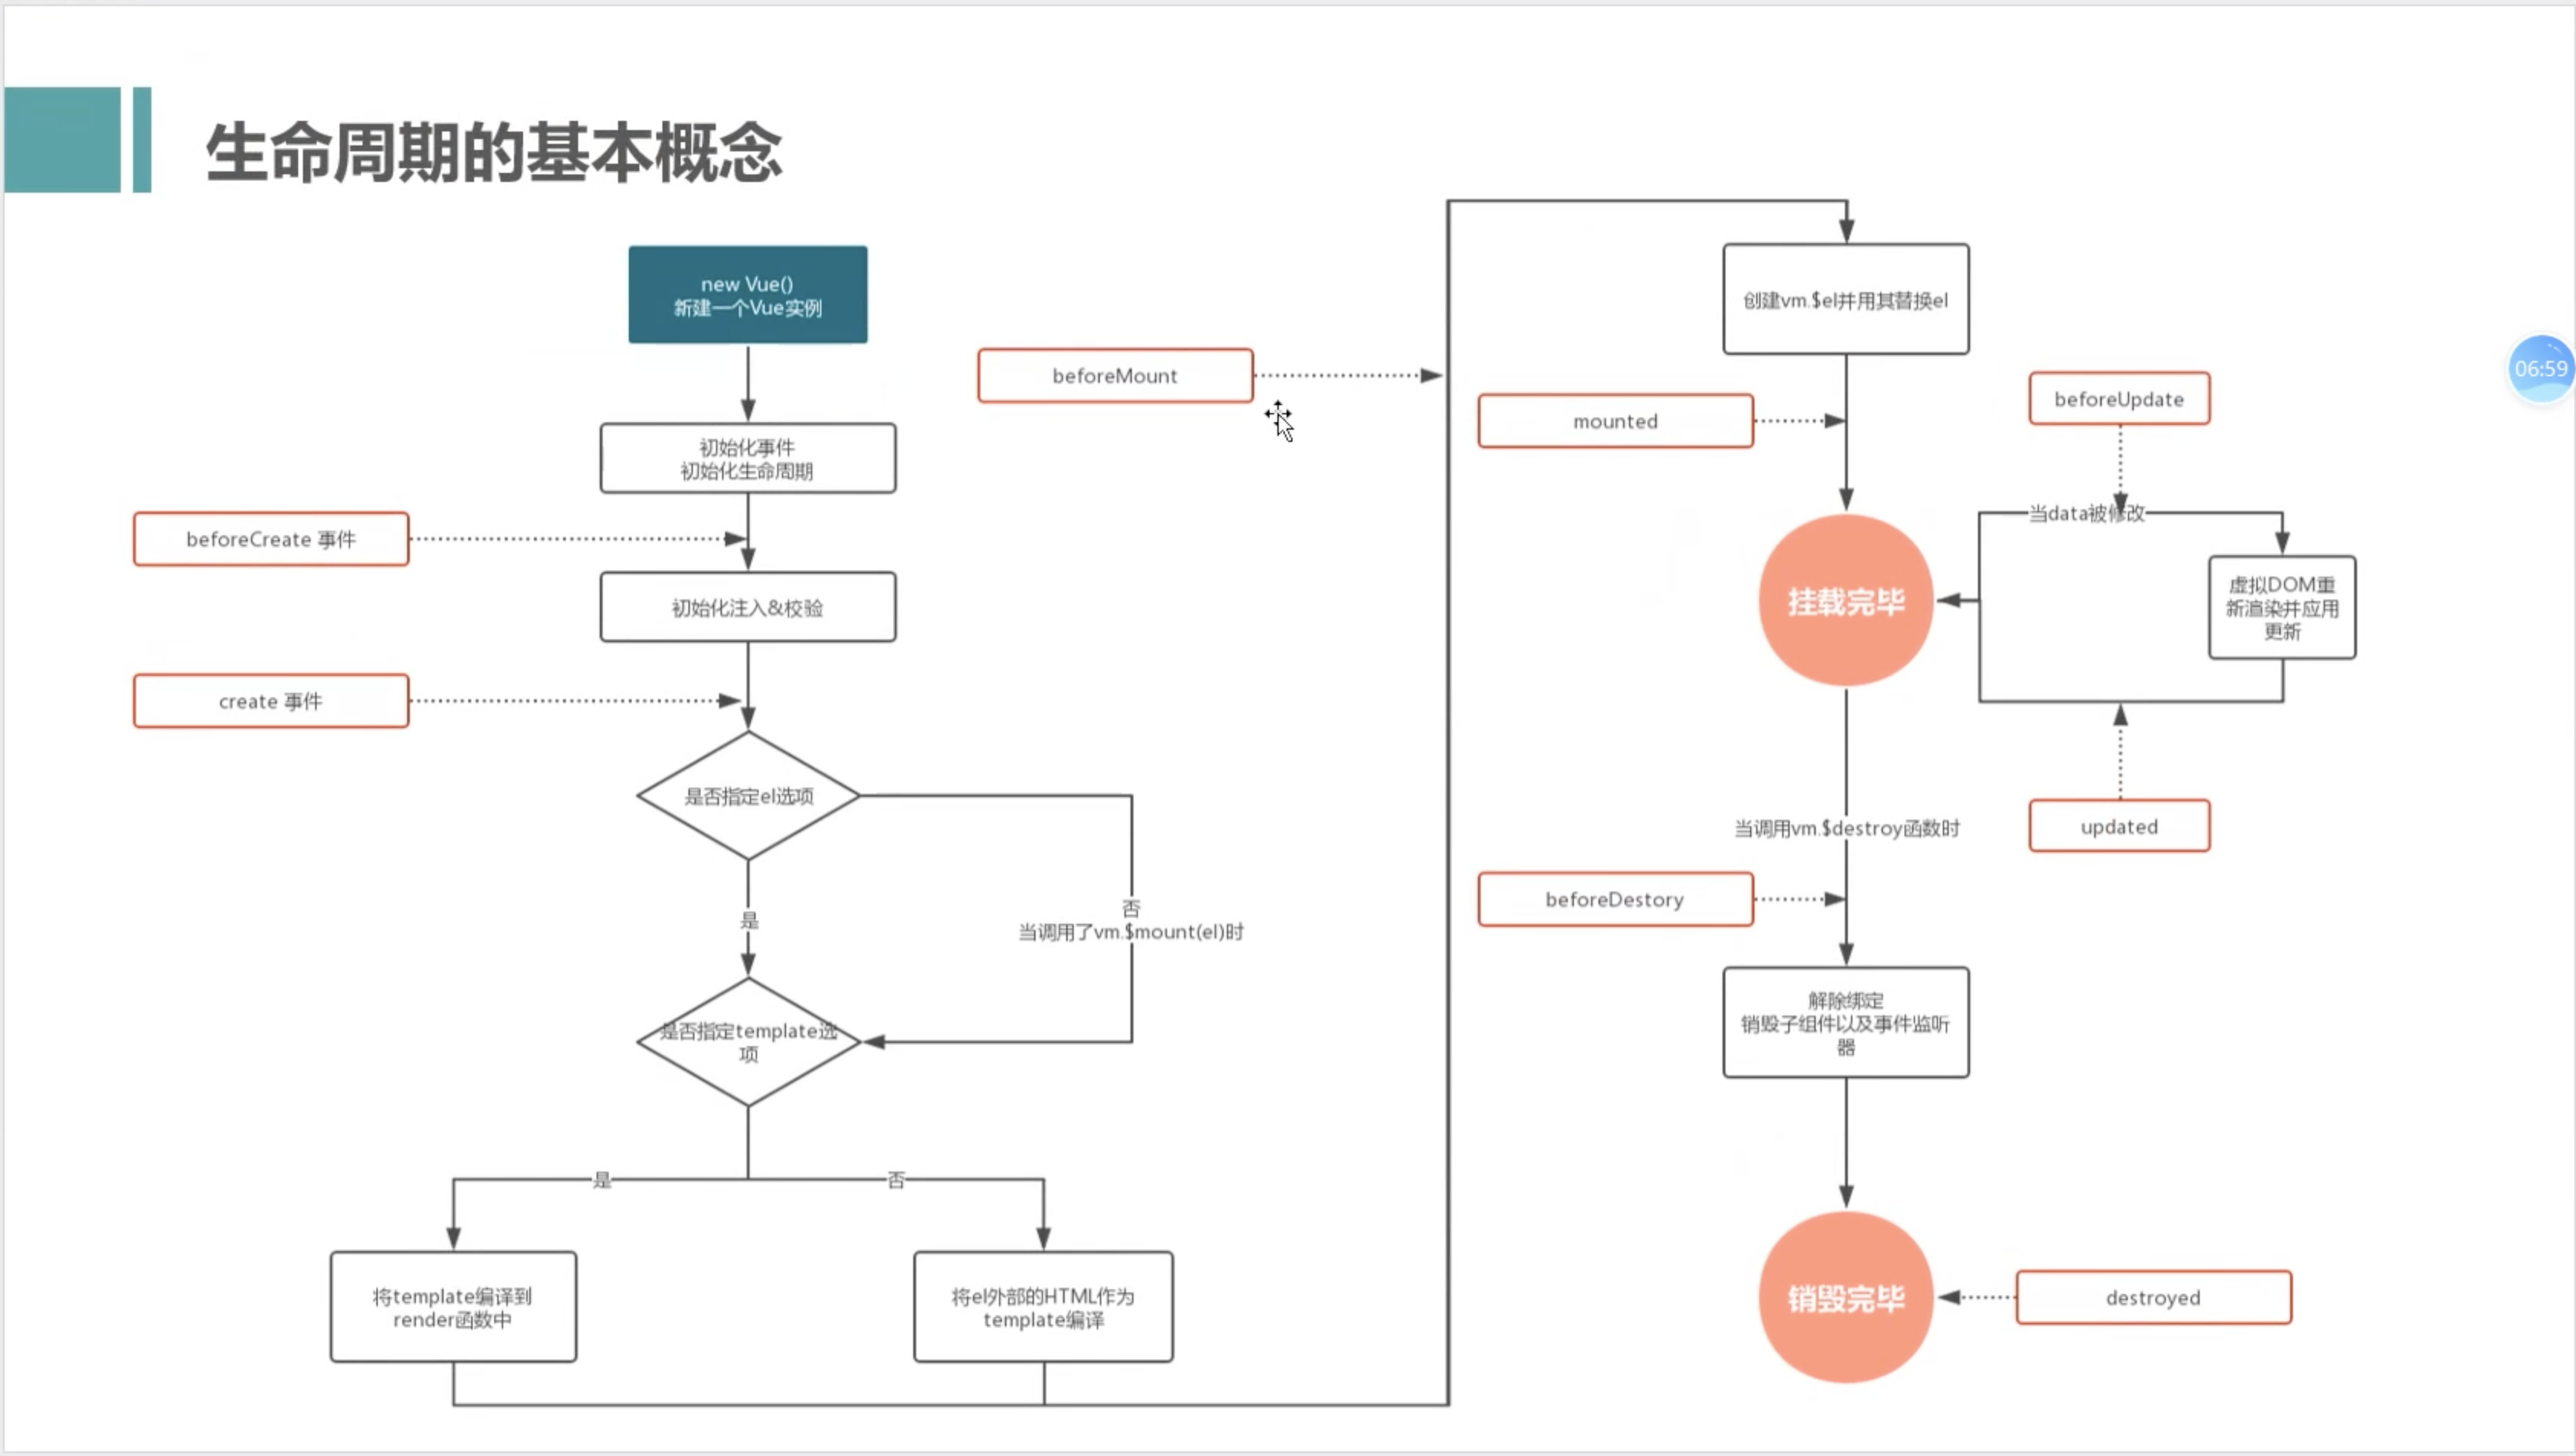 生命周期的基本概念
new Vue()
新建一个Vue实例
初始化事件
初始化生命周期
beforeCreate 事件
初始化注入&校验
create 事件
是否指定el选项
是
否
当调用了vm.$mount(el)时
是否指定template选
项
是
否
将template编译到
render函数中
将el外部的HTML作为
template编译
beforeMount
创建vm.$el并用其替换el
mounted
beforeUpdate
当data被修改
挂载完毕
虚拟DOM重
新渲染并应用
更新
updated
当调用vm.$destroy函数时
beforeDestory
解除绑定
销毁子组件以及事件监听
器
销毁完毕
destroyed
06:59